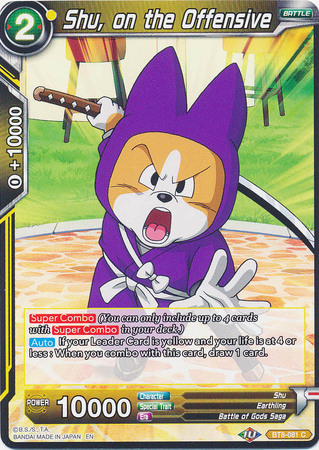 2
Shu, on the Offensive
BATTLE
0 +10000
Super Combo (You can only include up to 4 cards
with Super Combo in your deck.)
Auto If your Leader Card is yellow and your life is at 4 or
less : When you combo with this card, draw 1 card.
POWER 10000
Character Shu
Special Trait Earthling
Era Battle of Gods Saga
©B.S./S., T.A.
BANDAI MADE IN JAPAN EN
BT8-081 C